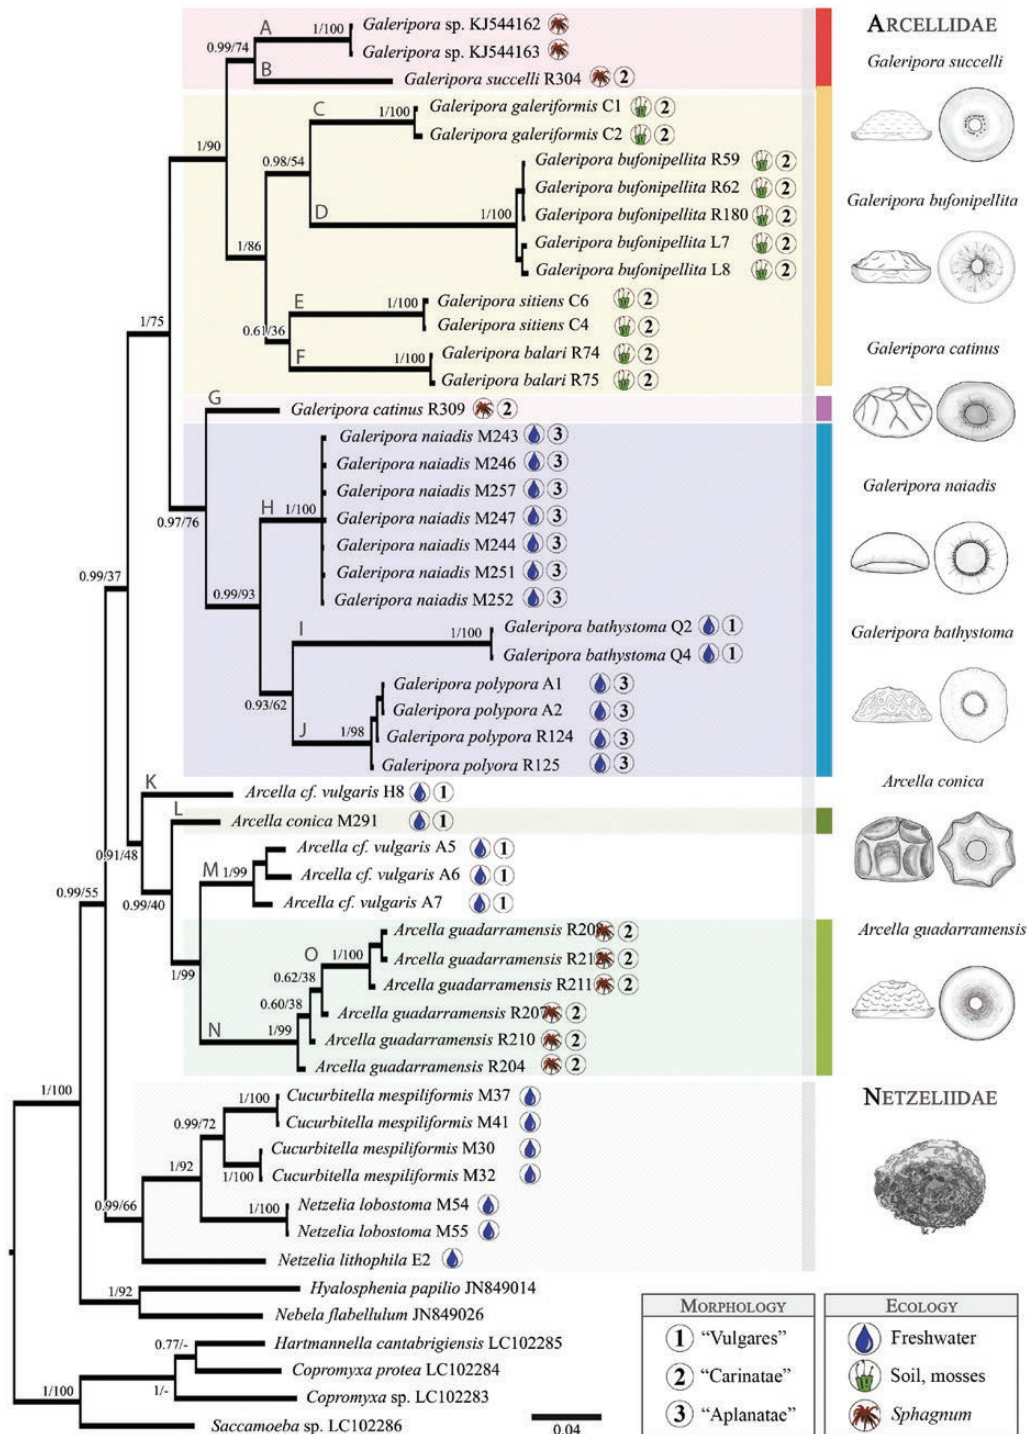 A
1/100
Galeripora sp. KJ544162
0.99/74
Galeripora sp. KJ544163
B
Galeripora succelli R304 2
C
Galeripora galeriformis C1 2
1/100
Galeripora galeriformis C2 2
1/90
0.98/54
Galeripora bufonipellita R59 2
Galeripora bufonipellita R62 2
D
1/100
Galeripora bufonipellita R180 2
Galeripora bufonipellita L7 2
1/86
Galeripora bufonipellita L8 2
E
1/100
Galeripora sitiens C6 2
Galeripora sitiens C4 2
1/75
0.61/36
F
1/100
Galeripora balari R74 2
Galeripora balari R75 2
G
Galeripora catinus R309 2
Galeripora naiadis M243 3
Galeripora naiadis M246 3
Galeripora naiadis M257 3
H
1/100
Galeripora naiadis M247 3
0.97/76
Galeripora naiadis M244 3
Galeripora naiadis M251 3
0.99/37
0.99/93
Galeripora naiadis M252 3
I
1/100
Galeripora bathystoma Q2 1
Galeripora bathystoma Q4 1
Galeripora polypora A1 3
0.93/62
Galeripora polypora A2 3
J
1/98
Galeripora polypora R124 3
Galeripora polyora R125 3
K
Arcella cf. vulgaris H8 1
L
Arcella conica M291 1
0.91/48
Arcella cf. vulgaris A5 1
M
1/99
Arcella cf. vulgaris A6 1
0.99/55
0.99/40
Arcella cf. vulgaris A7 1
Arcella guadarramensis R20 2
O
1/100
Arcella guadarramensis R212 2
1/99
0.62/38
Arcella guadarramensis R211 2
0.60/38
Arcella guadarramensis R207 2
N
1/99
Arcella guadarramensis R210 2
Arcella guadarramensis R204 2
1/100
1/100
Cucurbitella mespiliformis M37
0.99/72
Cucurbitella mespiliformis M41
Cucurbitella mespiliformis M30
1/92
1/100
Cucurbitella mespiliformis M32
0.99/66
1/100
Netzelia lobostoma M54
Netzelia lobostoma M55
Netzelia lithophila E2
1/92
Hyalosphenia papilio JN849014
Nebela flabellulum JN849026
0.77/-
Hartmannella cantabrigiensis LC102285
Copromyxa protea LC102284
1/100
1/-
Copromyxa sp. LC102283
Saccamoeba sp. LC102286
0.04
ARCELLIDAE
Galeripora succelli
Galeripora bufonipellita
Galeripora catinus
Galeripora naiadis
Galeripora bathystoma
Arcella conica
Arcella guadarramensis
NETZELIIDAE
MORPHOLOGY
1 “Vulgares”
2 “Carinatae”
3 “Aplanatae”
ECOLOGY
Freshwater
Soil, mosses
Sphagnum